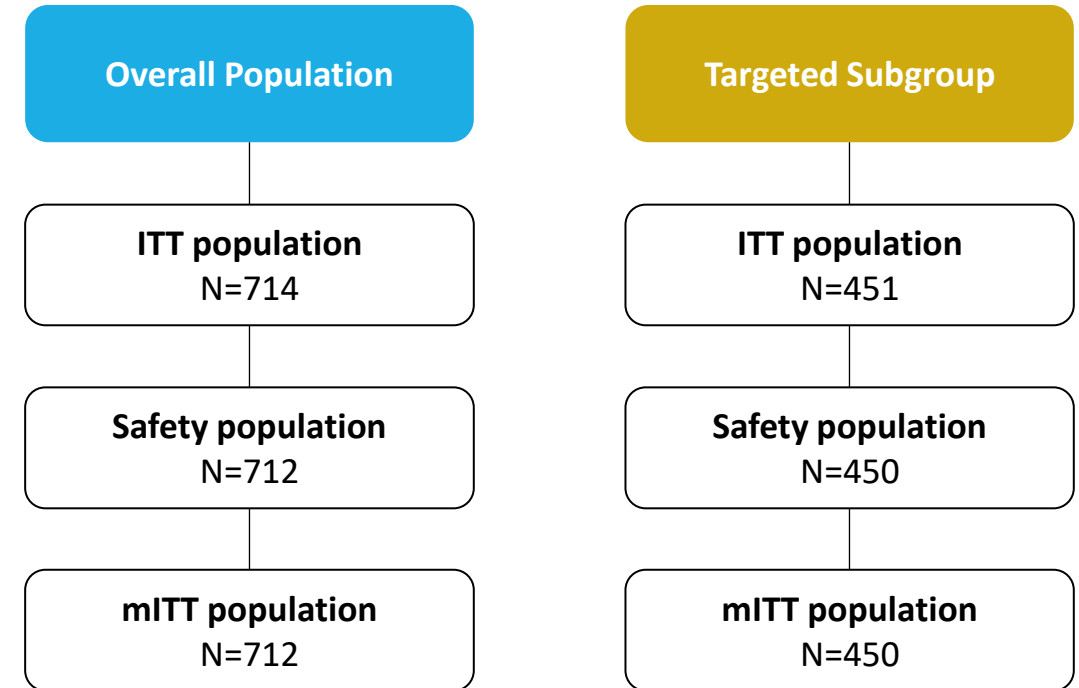 Overall Population
ITT population
N=714
Safety population
N=712
mITT population
N=712
Targeted Subgroup
ITT population
N=451
Safety population
N=450
mITT population
N=450